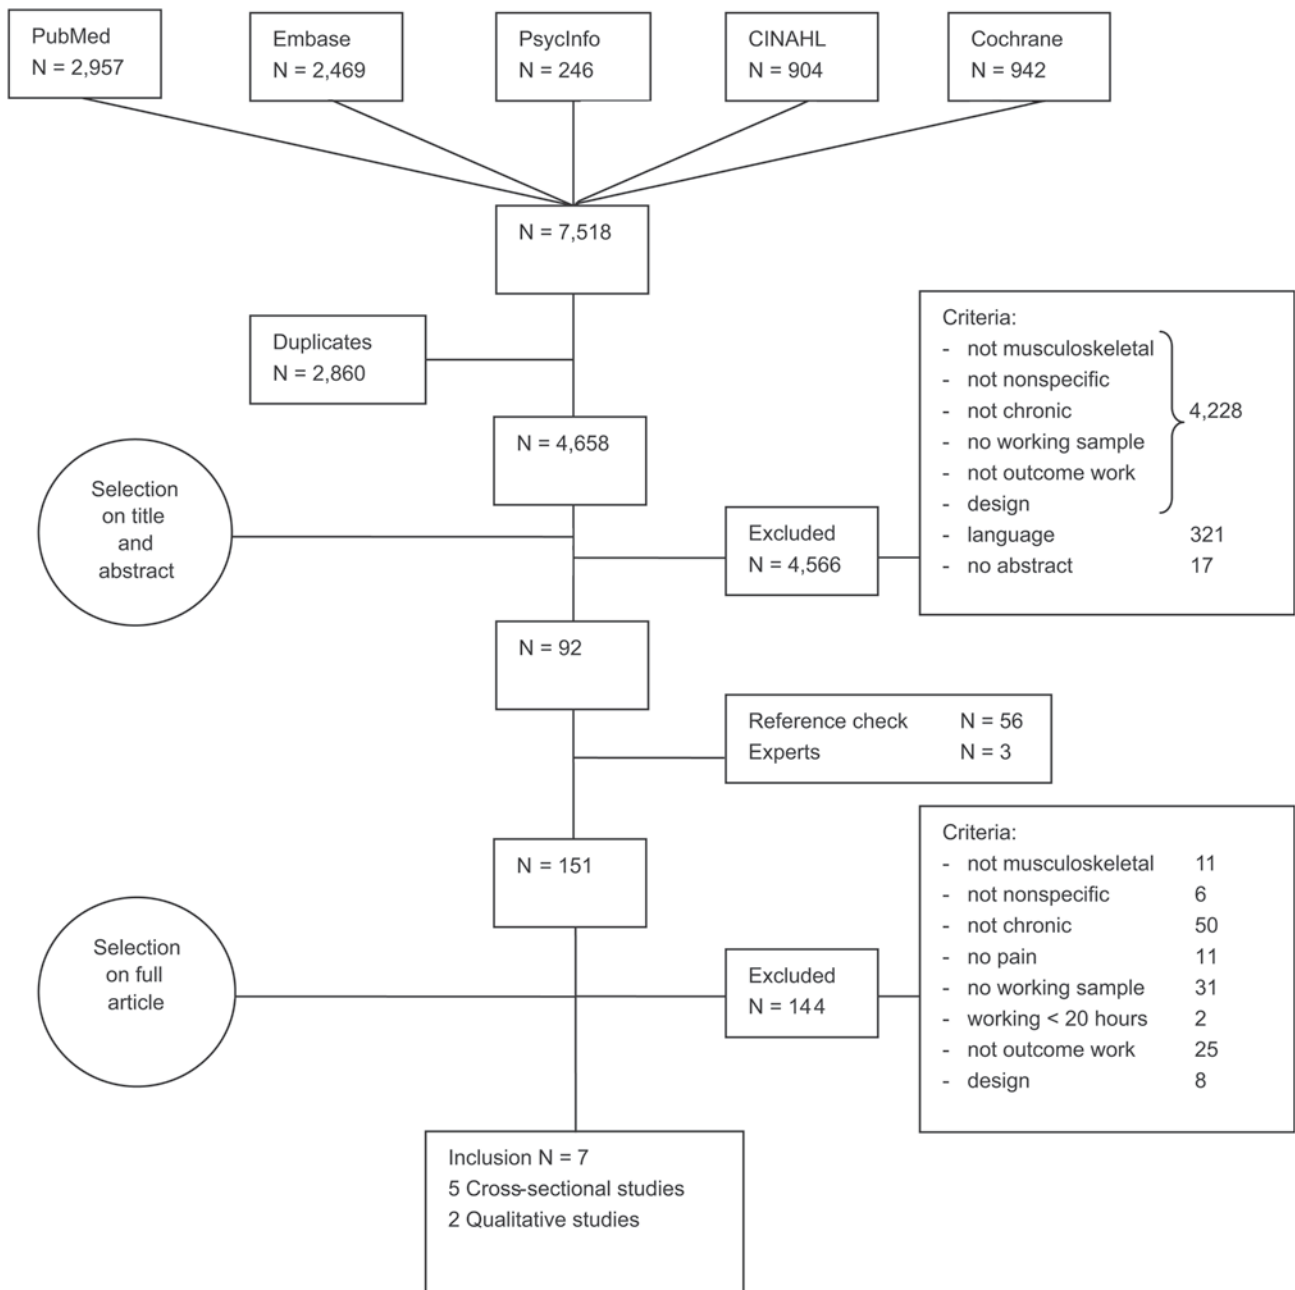 PubMed
N = 2,957
Embase
N = 2,469
PsycInfo
N = 246
CINAHL
N = 904
Cochrane
N = 942
N = 7,518
Duplicates
N = 2,860
N = 4,658
Selection
on title
and
abstract
Excluded
N = 4,566
Criteria:
- not musculoskeletal
- not nonspecific
- not chronic
- no working sample
- not outcome work
- design
4,228
- language 321
- no abstract 17
N = 92
Reference check N = 56
Experts N = 3
N = 151
Selection
on full
article
Excluded
N = 144
Criteria:
- not musculoskeletal 11
- not nonspecific 6
- not chronic 50
- no pain 11
- no working sample 31
- working < 20 hours 2
- not outcome work 25
- design 8
Inclusion N = 7
5 Cross-sectional studies
2 Qualitative studies